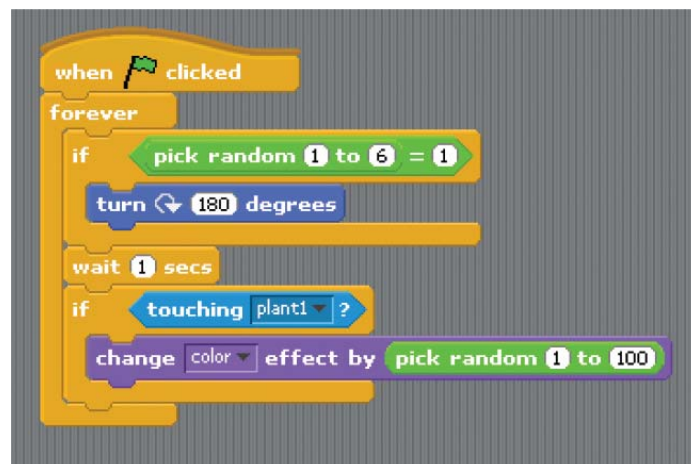 when clicked
forever
if pick random 1 to 6 = 1
turn 180 degrees
wait 1 secs
if touching plant1 ?
change color effect by pick random 1 to 100